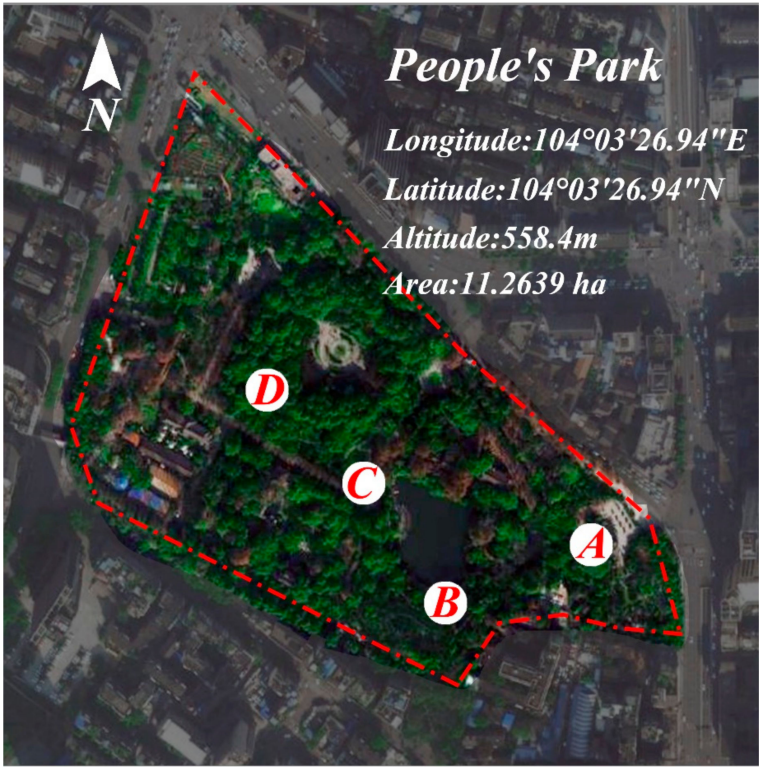 People's Park
N
Longitude:104°03'26.94"E
Latitude:104°03'26.94"N
Altitude:558.4m
Area:11.2639 ha
D
C
A
B